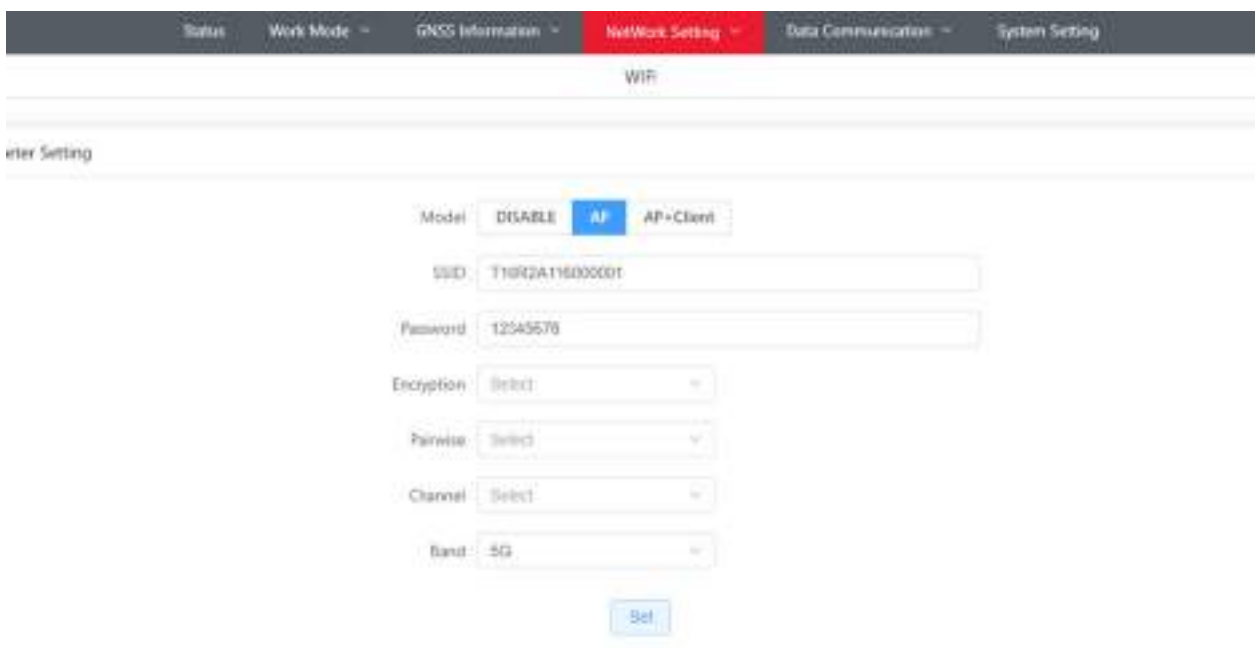 Status Work Mode GNSS Information NetWork Setting Data Communication System Setting
WIFI
rter Setting
Model DISABLE AP AP+Client
SSID
Password 12345678
Encryption Select
Pairwise Select
Channel Select
Band 5G
Set